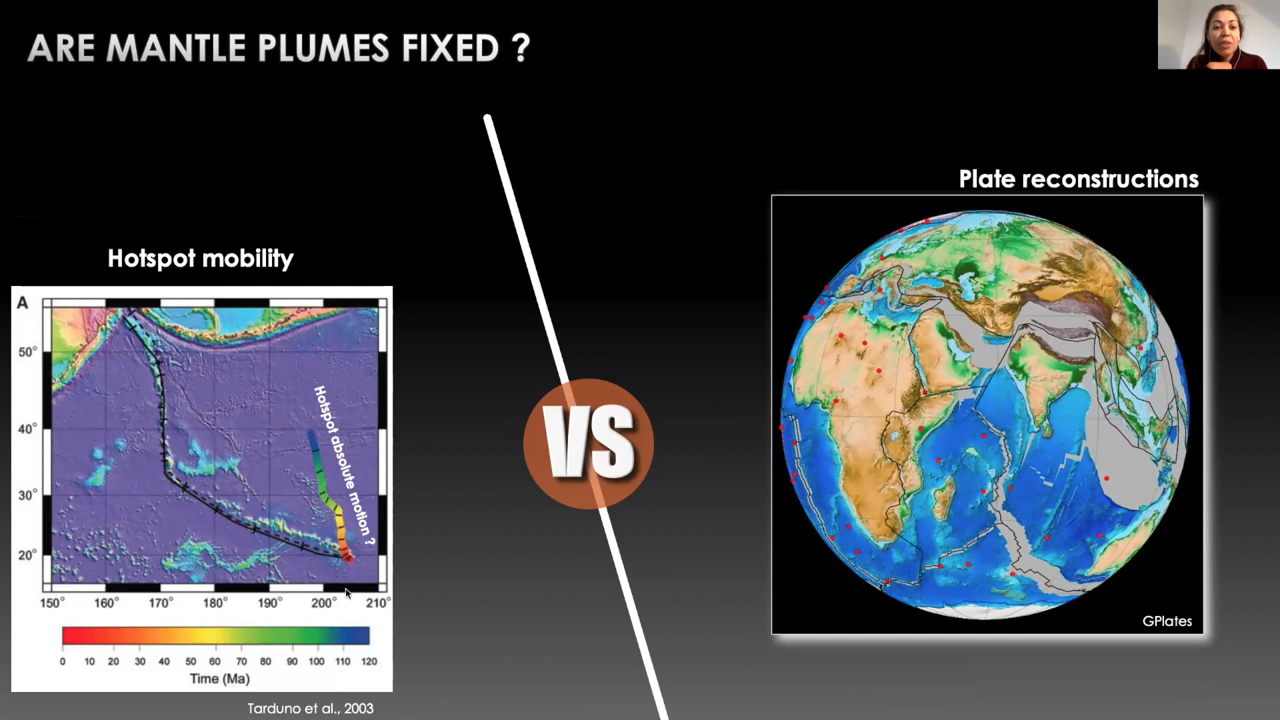 ARE MANTLE PLUMES FIXED ?
Hotspot mobility
A
50°
40°
30°
20°
150° 160° 170° 180° 190° 200° 210°
Hotspot absolute motion ?
0 10 20 30 40 50 60 70 80 90 100 110 120
Time (Ma)
Tarduno et al., 2003
VS
Plate reconstructions
GPlates